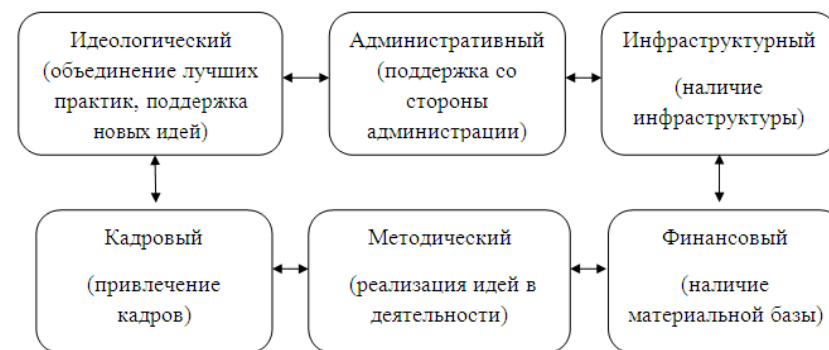 Идеологический
(объединение лучших
практик, поддержка
новых идей)
Административный
(поддержка со
стороны
администрации)
Инфраструктурный
(наличие
инфраструктуры)
Кадровый
(привлечение
кадров)
Методический
(реализация идей в
деятельности)
Финансовый
(наличие
материальной базы)